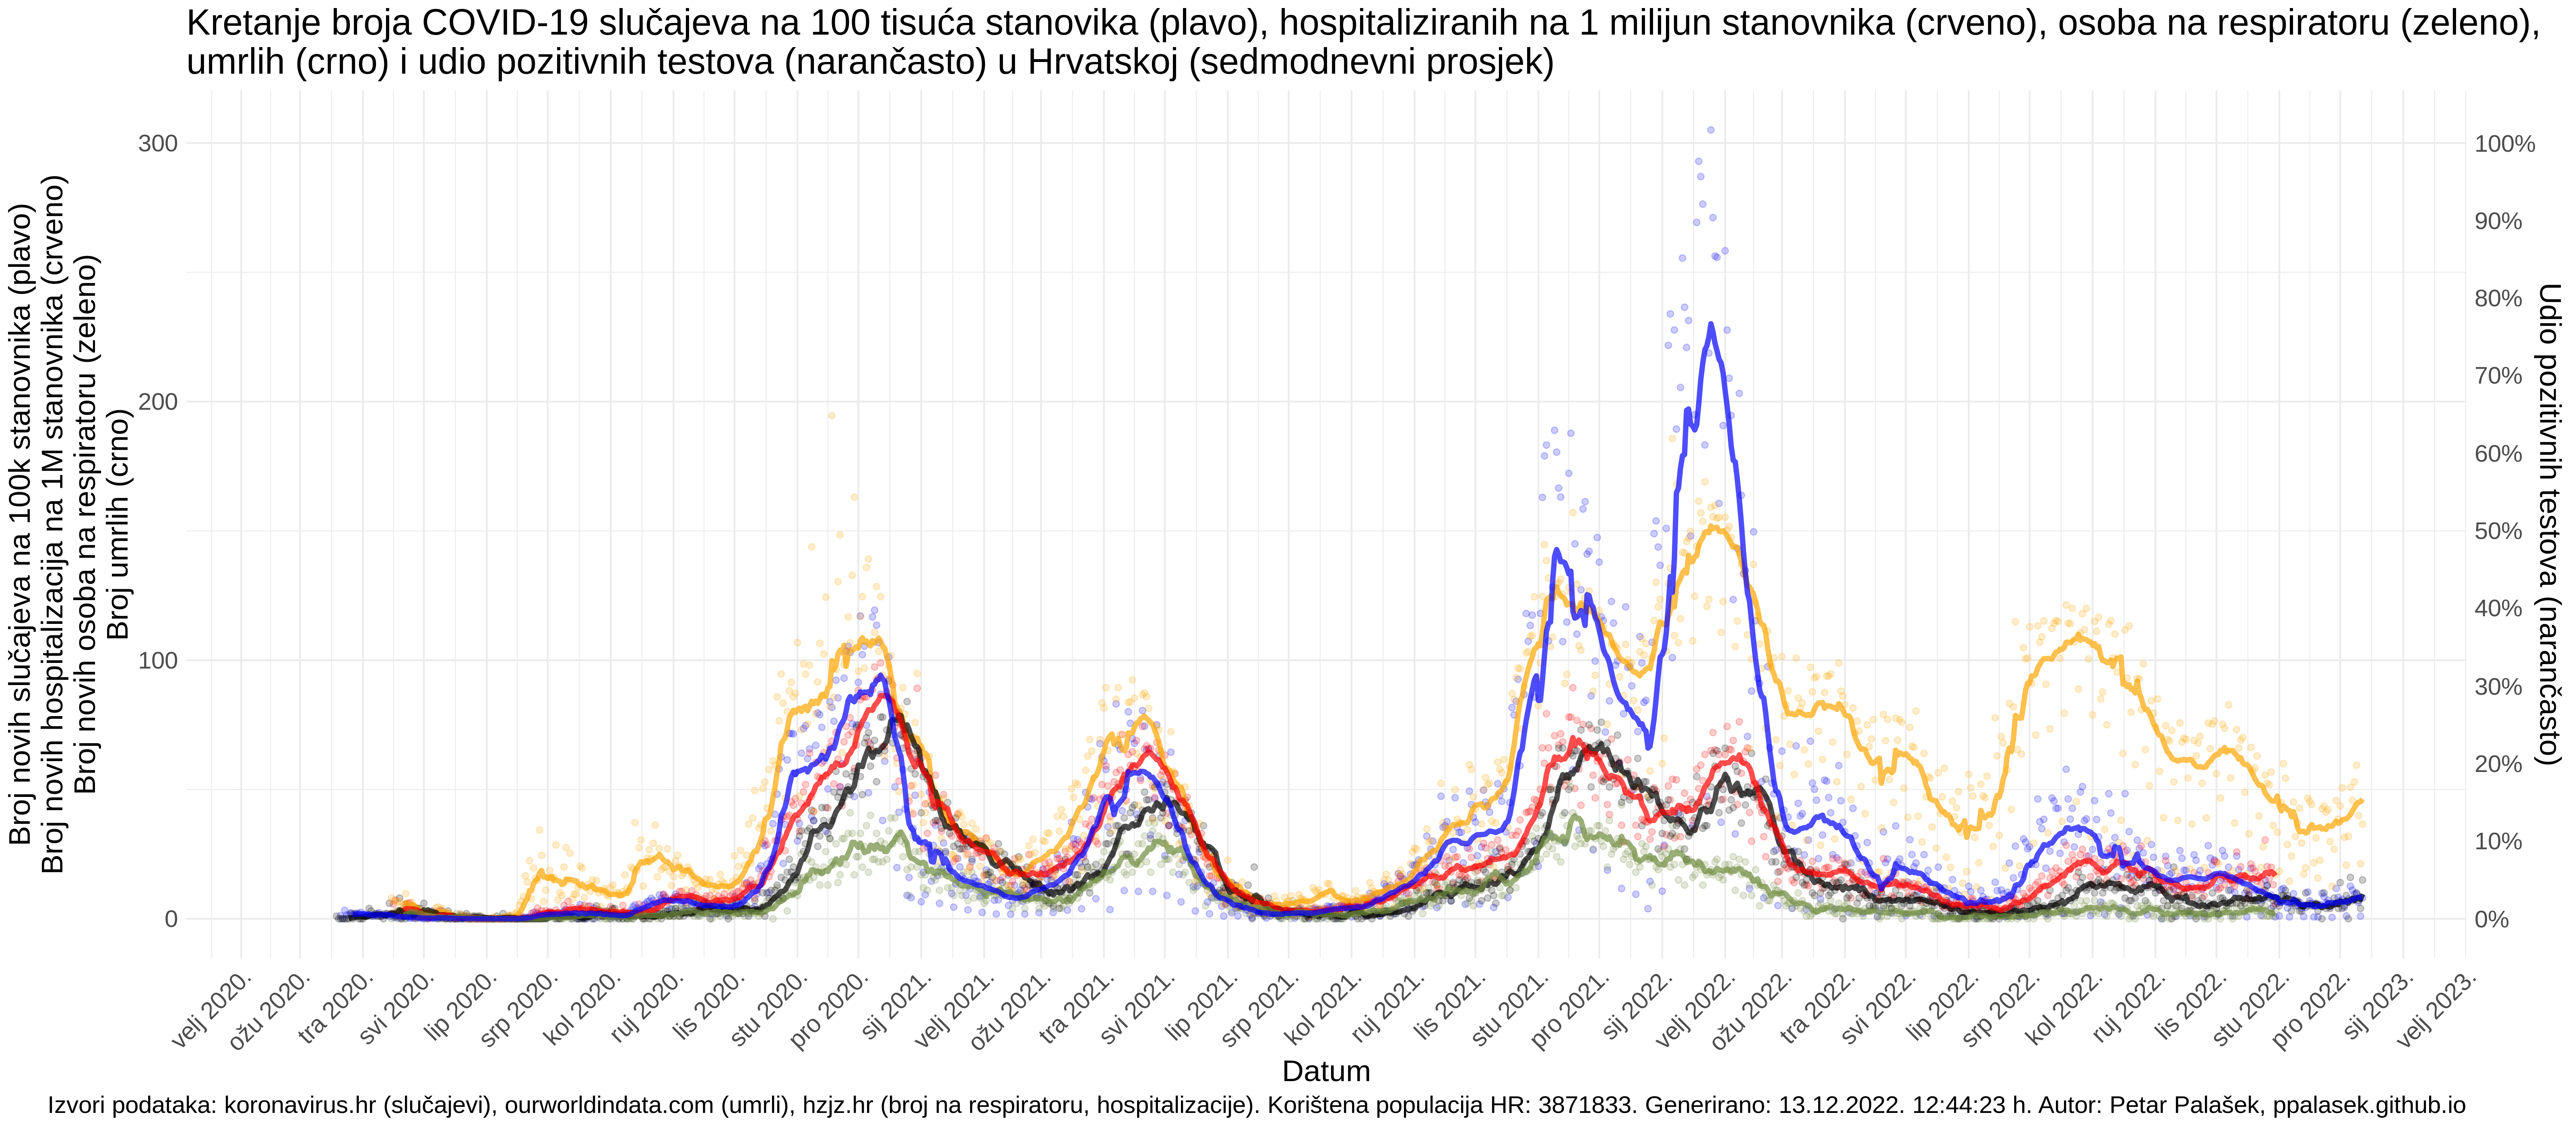 Kretanje broja COVID-19 slučajeva na 100 tisuća stanovika (plavo), hospitaliziranih na 1 milijun stanovnika (crveno), osoba na respiratoru (zeleno),
umrlih (crno) i udio pozitivnih testova (narančasto) u Hrvatskoj (sedmodnevni prosjek)
Broj novih slučajeva na 100k stanovnika (plavo)
Broj novih hospitalizacija na 1M stanovnika (crveno)
Broj novih osoba na respiratoru (zeleno)
Broj umrlih (crno)
300
200
100
0
100%
90%
80%
70%
60%
50%
40%
30%
20%
10%
0%
Udio pozitivnih testova (narančasto)
velj 2020.
ožu 2020.
tra 2020.
svi 2020.
lip 2020.
srp 2020.
kol 2020.
ruj 2020.
lis 2020.
stu 2020.
pro 2020.
sij 2021.
velj 2021.
ožu 2021.
tra 2021.
svi 2021.
lip 2021.
srp 2021.
kol 2021.
ruj 2021.
lis 2021.
stu 2021.
pro 2021.
sij 2022.
velj 2022.
ožu 2022.
tra 2022.
svi 2022.
lip 2022.
srp 2022.
kol 2022.
ruj 2022.
lis 2022.
stu 2022.
pro 2022.
sij 2023.
velj 2023.
Datum
Izvori podataka: koronavirus.hr (slučajevi), ourworldindata.com (umrli), hzjz.hr (broj na respiratoru, hospitalizacije). Korištena populacija HR: 3871833. Generirano: 13.12.2022. 12:44:23 h. Autor: Petar Palašek, ppalasek.github.io